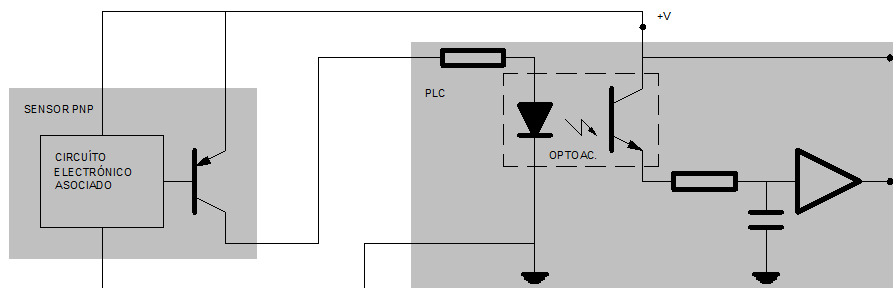 +V
SENSOR PNP
PLC
CIRCUÍTO
ELECTRÓNICO
ASOCIADO
OPTOAC.